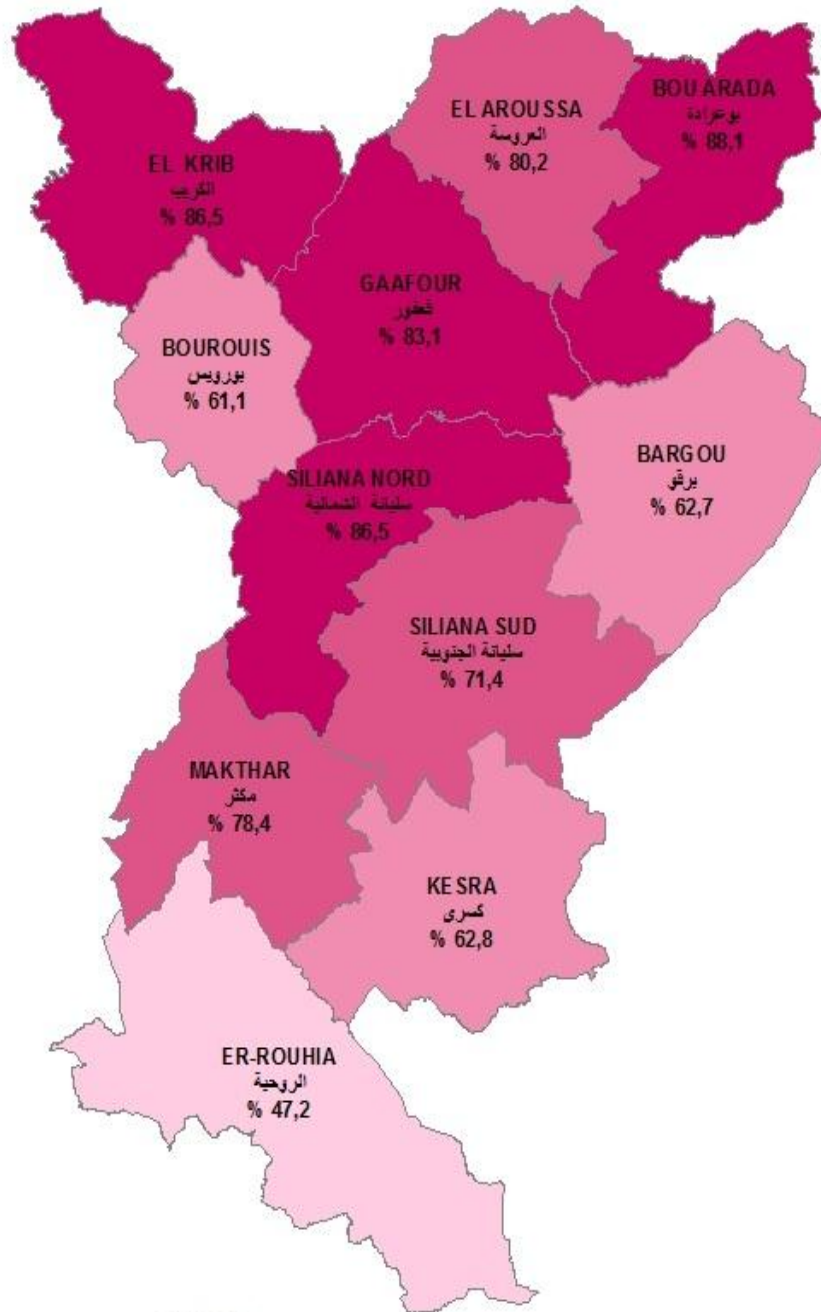 EL AROUSSA
العروسة
% 80,2
BOU ARADA
بوعرادة
% 88,1
EL KRIB
الكريب
% 86,5
GAAFOUR
قعفور
% 83,1
BOUROUIS
بورويس
% 61,1
BARGOU
برقو
% 62,7
SILIANA NORD
سليانة الشمالية
% 86,5
SILIANA SUD
سليانة الجنوبية
% 71,4
MAKTHAR
مكثر
% 78,4
KESRA
كسرى
% 62,8
ER-ROUHIA
الروحية
% 47,2